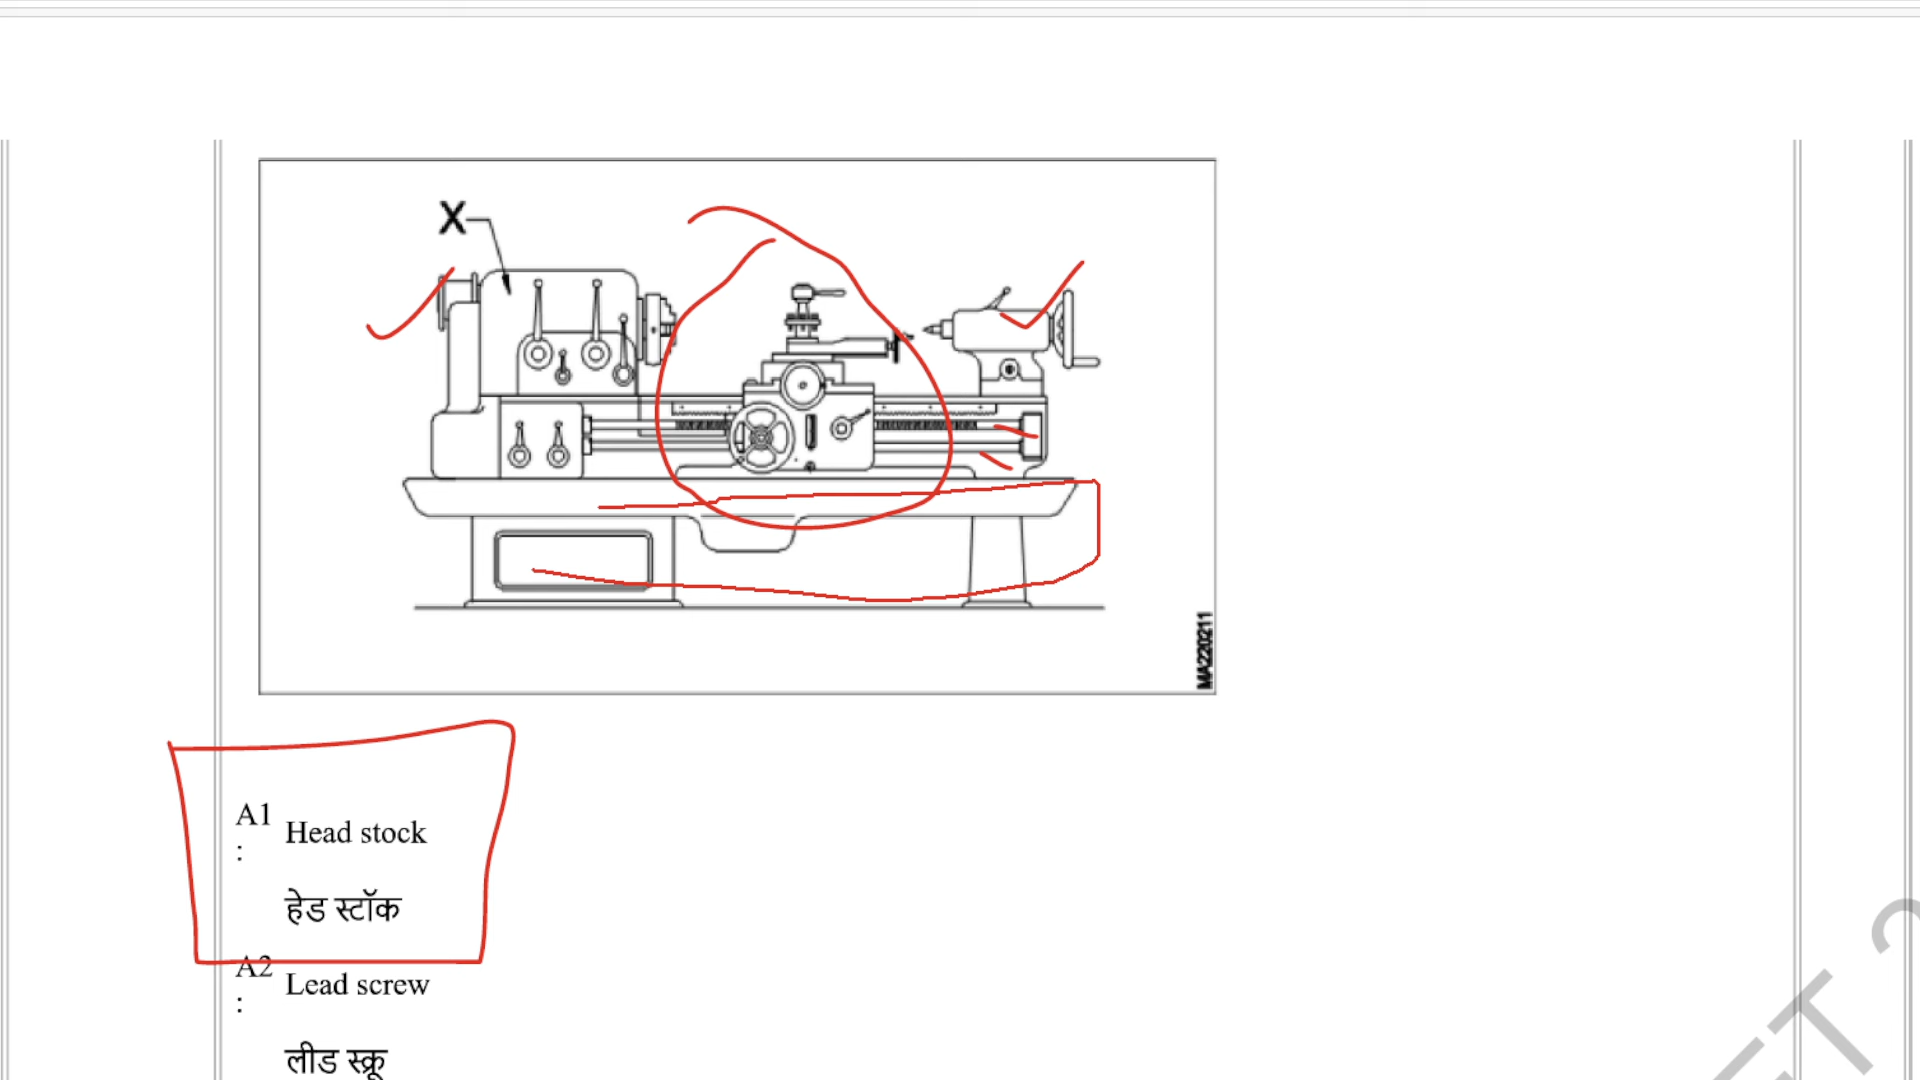 X
MA220211
A1
:
Head stock
हेड स्टॉक
A2
:
Lead screw
लीड स्क्रू